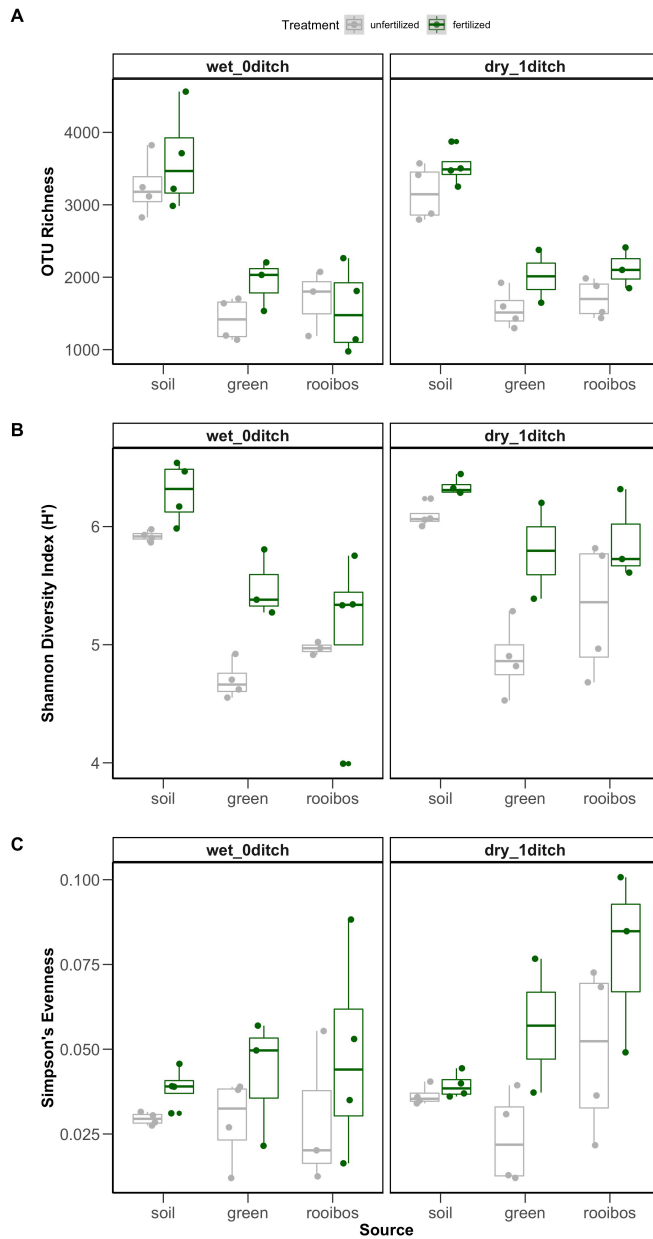 A
Treatment unfertilized fertilized
wet_0ditch dry_1ditch
OTU Richness
4000
3000
2000
1000
soil green rooibos soil green rooibos
B
wet_0ditch dry_1ditch
Shannon Diversity Index (H')
6
5
4
soil green rooibos soil green rooibos
C
wet_0ditch dry_1ditch
Simpson's Evenness
0.100
0.075
0.050
0.025
soil green rooibos soil green rooibos
Source